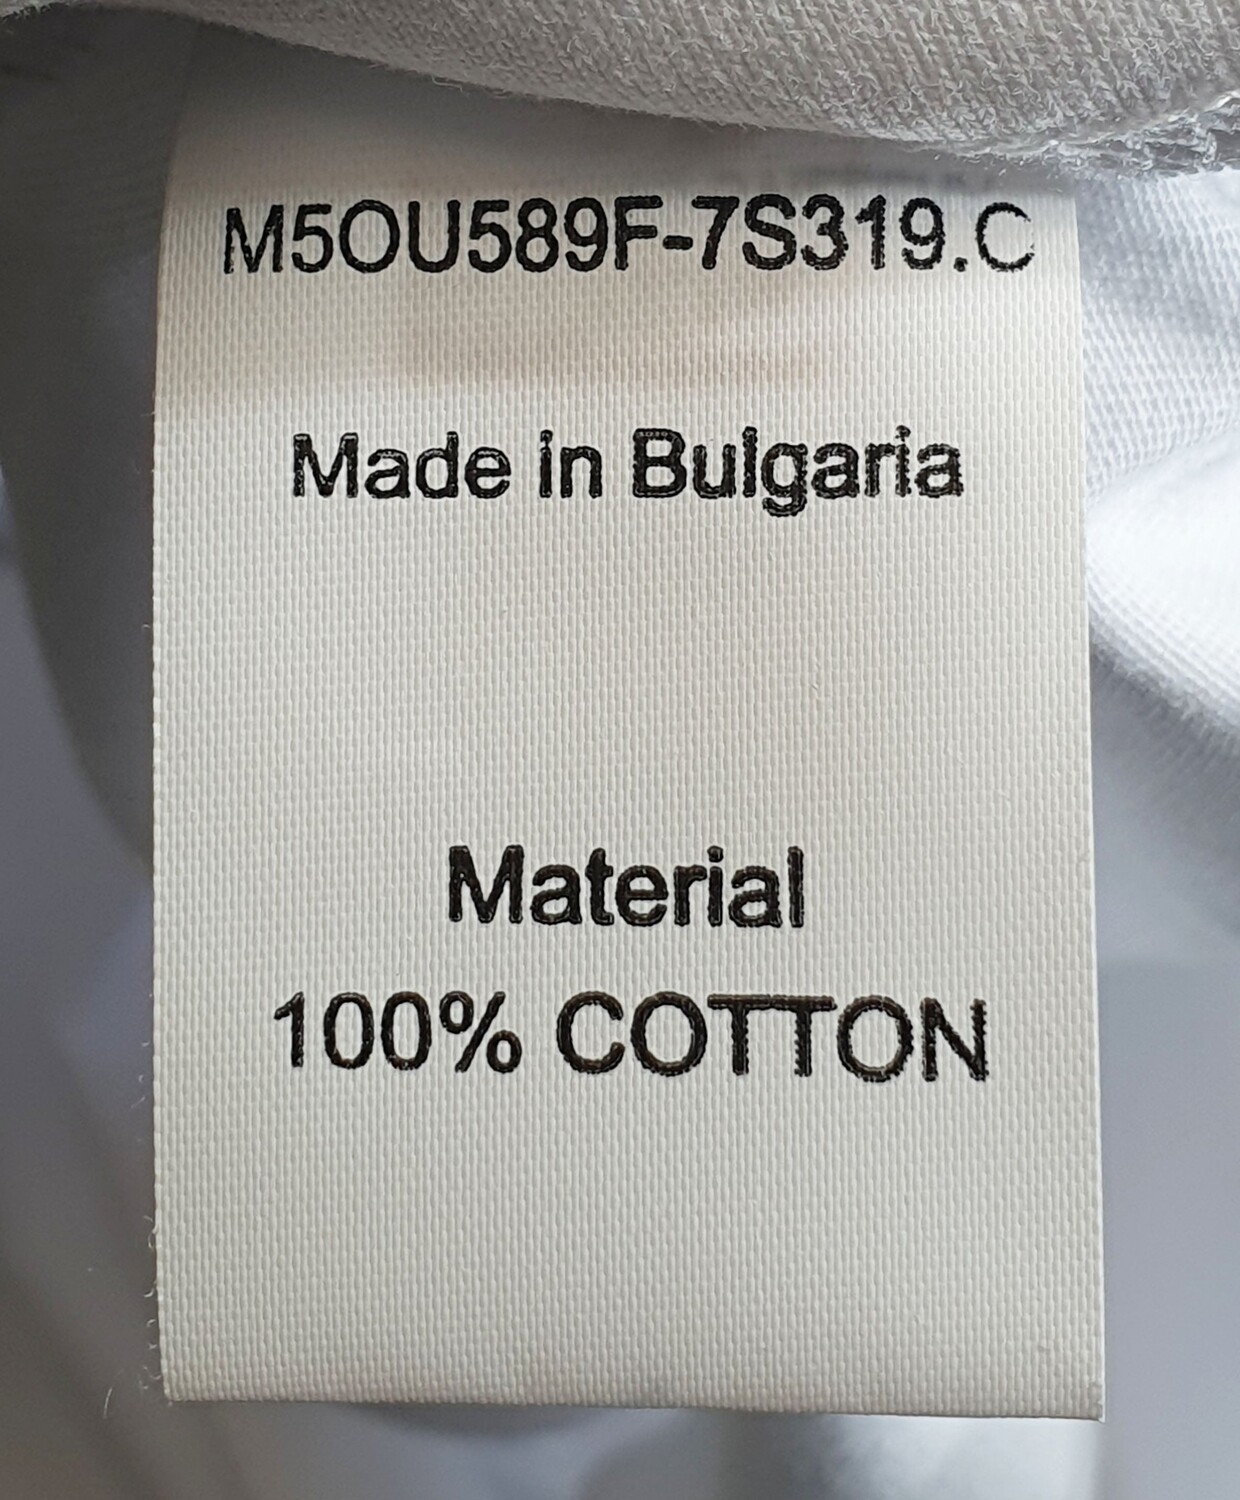 M5OU589F-7S319.C
Made in Bulgaria
Material
100% COTTON